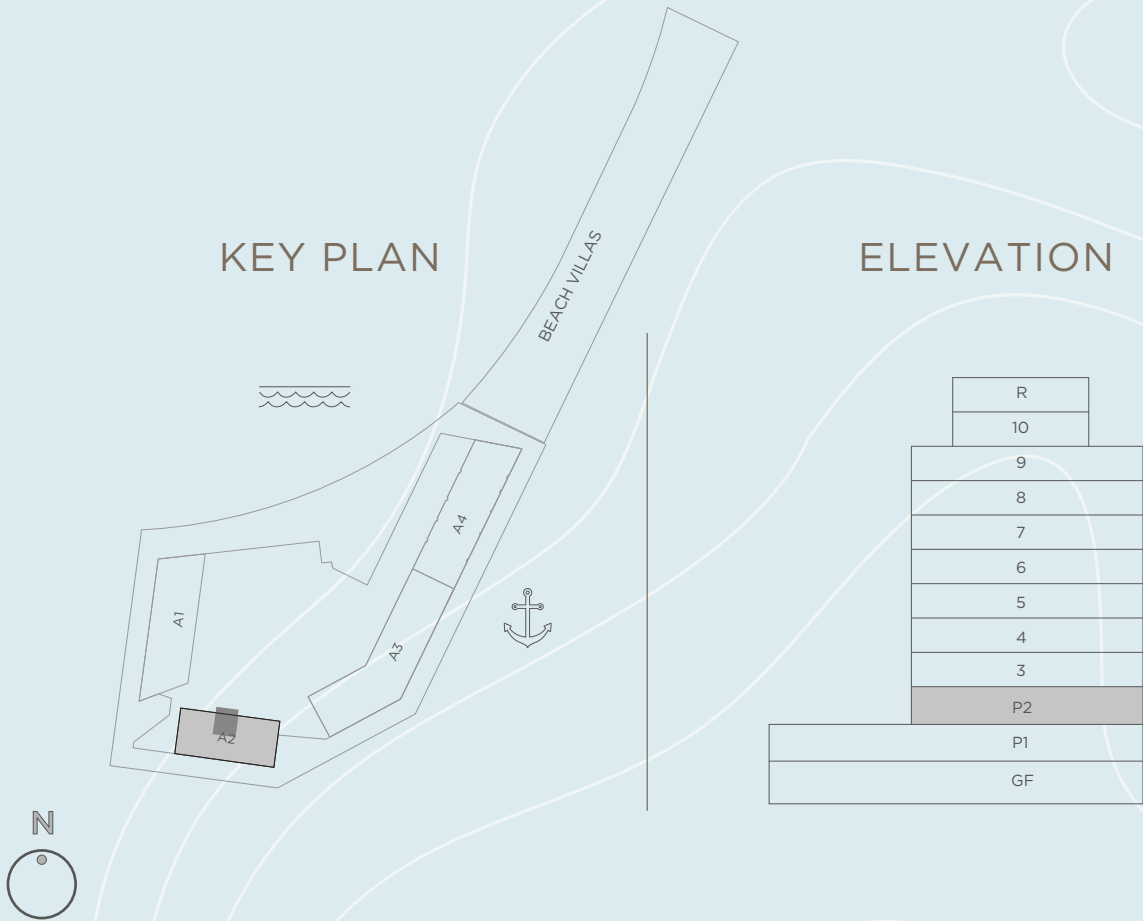 KEY PLAN
BEACH VILLAS
A4
A3
A1
A2
N
ELEVATION
R
10
9
8
7
6
5
4
3
P2
P1
GF